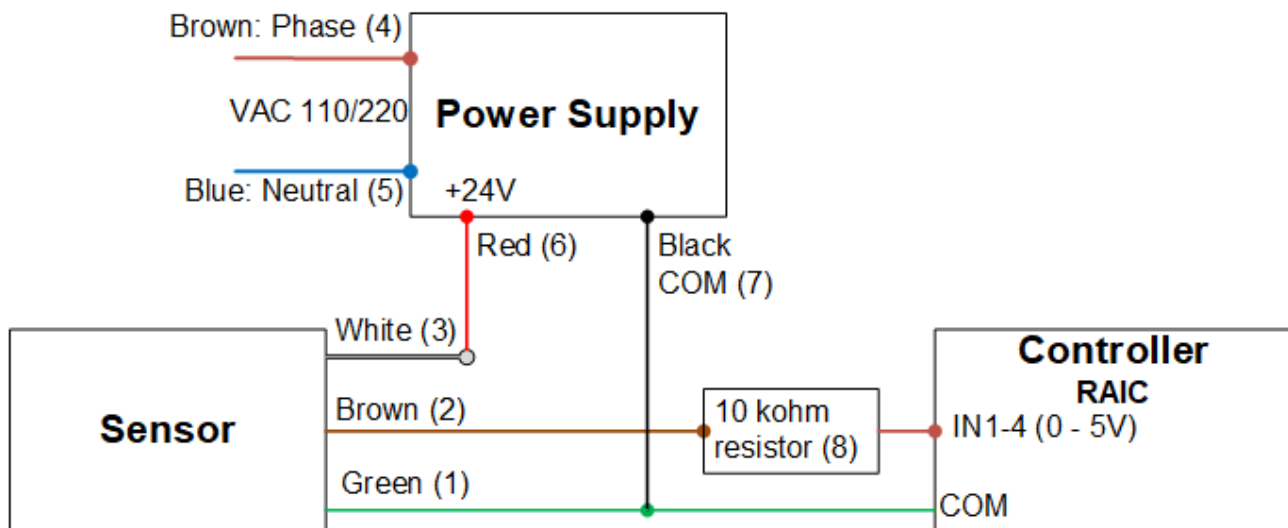 Brown: Phase (4)
VAC 110/220
Power Supply
Blue: Neutral (5)
+24V
Red (6)
Black
COM (7)
White (3)
Controller
RAIC
Sensor
Brown (2)
10 kohm
resistor (8)
IN1-4 (0 - 5V)
Green (1)
COM